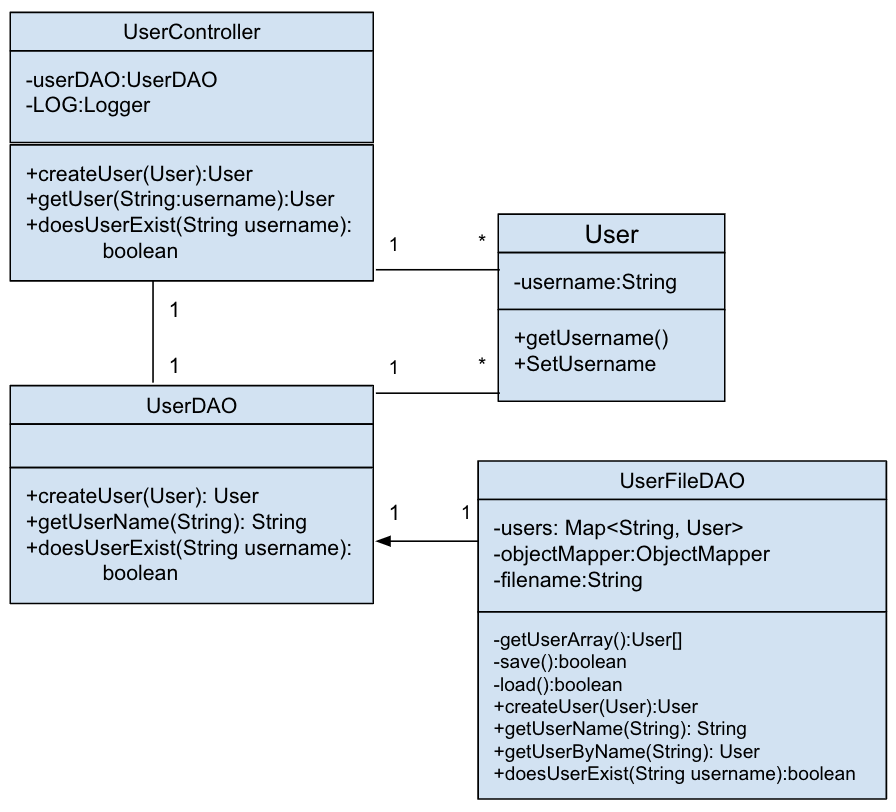 UserController
-userDAO:UserDAO
-LOG:Logger
+createUser(User):User
+getUser(String:username):User
+doesUserExist(String username):
boolean
1
*
User
-username:String
+getUsername()
+SetUsername
1
1
1
*
UserDAO
+createUser(User): User
+getUserName(String): String
+doesUserExist(String username):
boolean
1
1
UserFileDAO
-users: Map<String, User>
-objectMapper:ObjectMapper
-filename:String
-getUserArray():User[]
-save():boolean
-load():boolean
+createUser(User):User
+getUserName(String): String
+getUserByName(String): User
+doesUserExist(String username):boolean